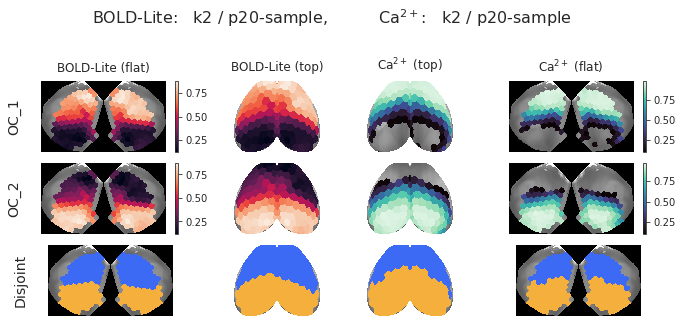 BOLD-Lite: k2 / p20-sample, Ca²⁺: k2 / p20-sample
BOLD-Lite (flat) BOLD-Lite (top) Ca²⁺ (top) Ca²⁺ (flat)
OC_1
0.75
0.50
0.25
0.75
0.50
0.25
OC_2
0.75
0.50
0.25
0.75
0.50
0.25
Disjoint